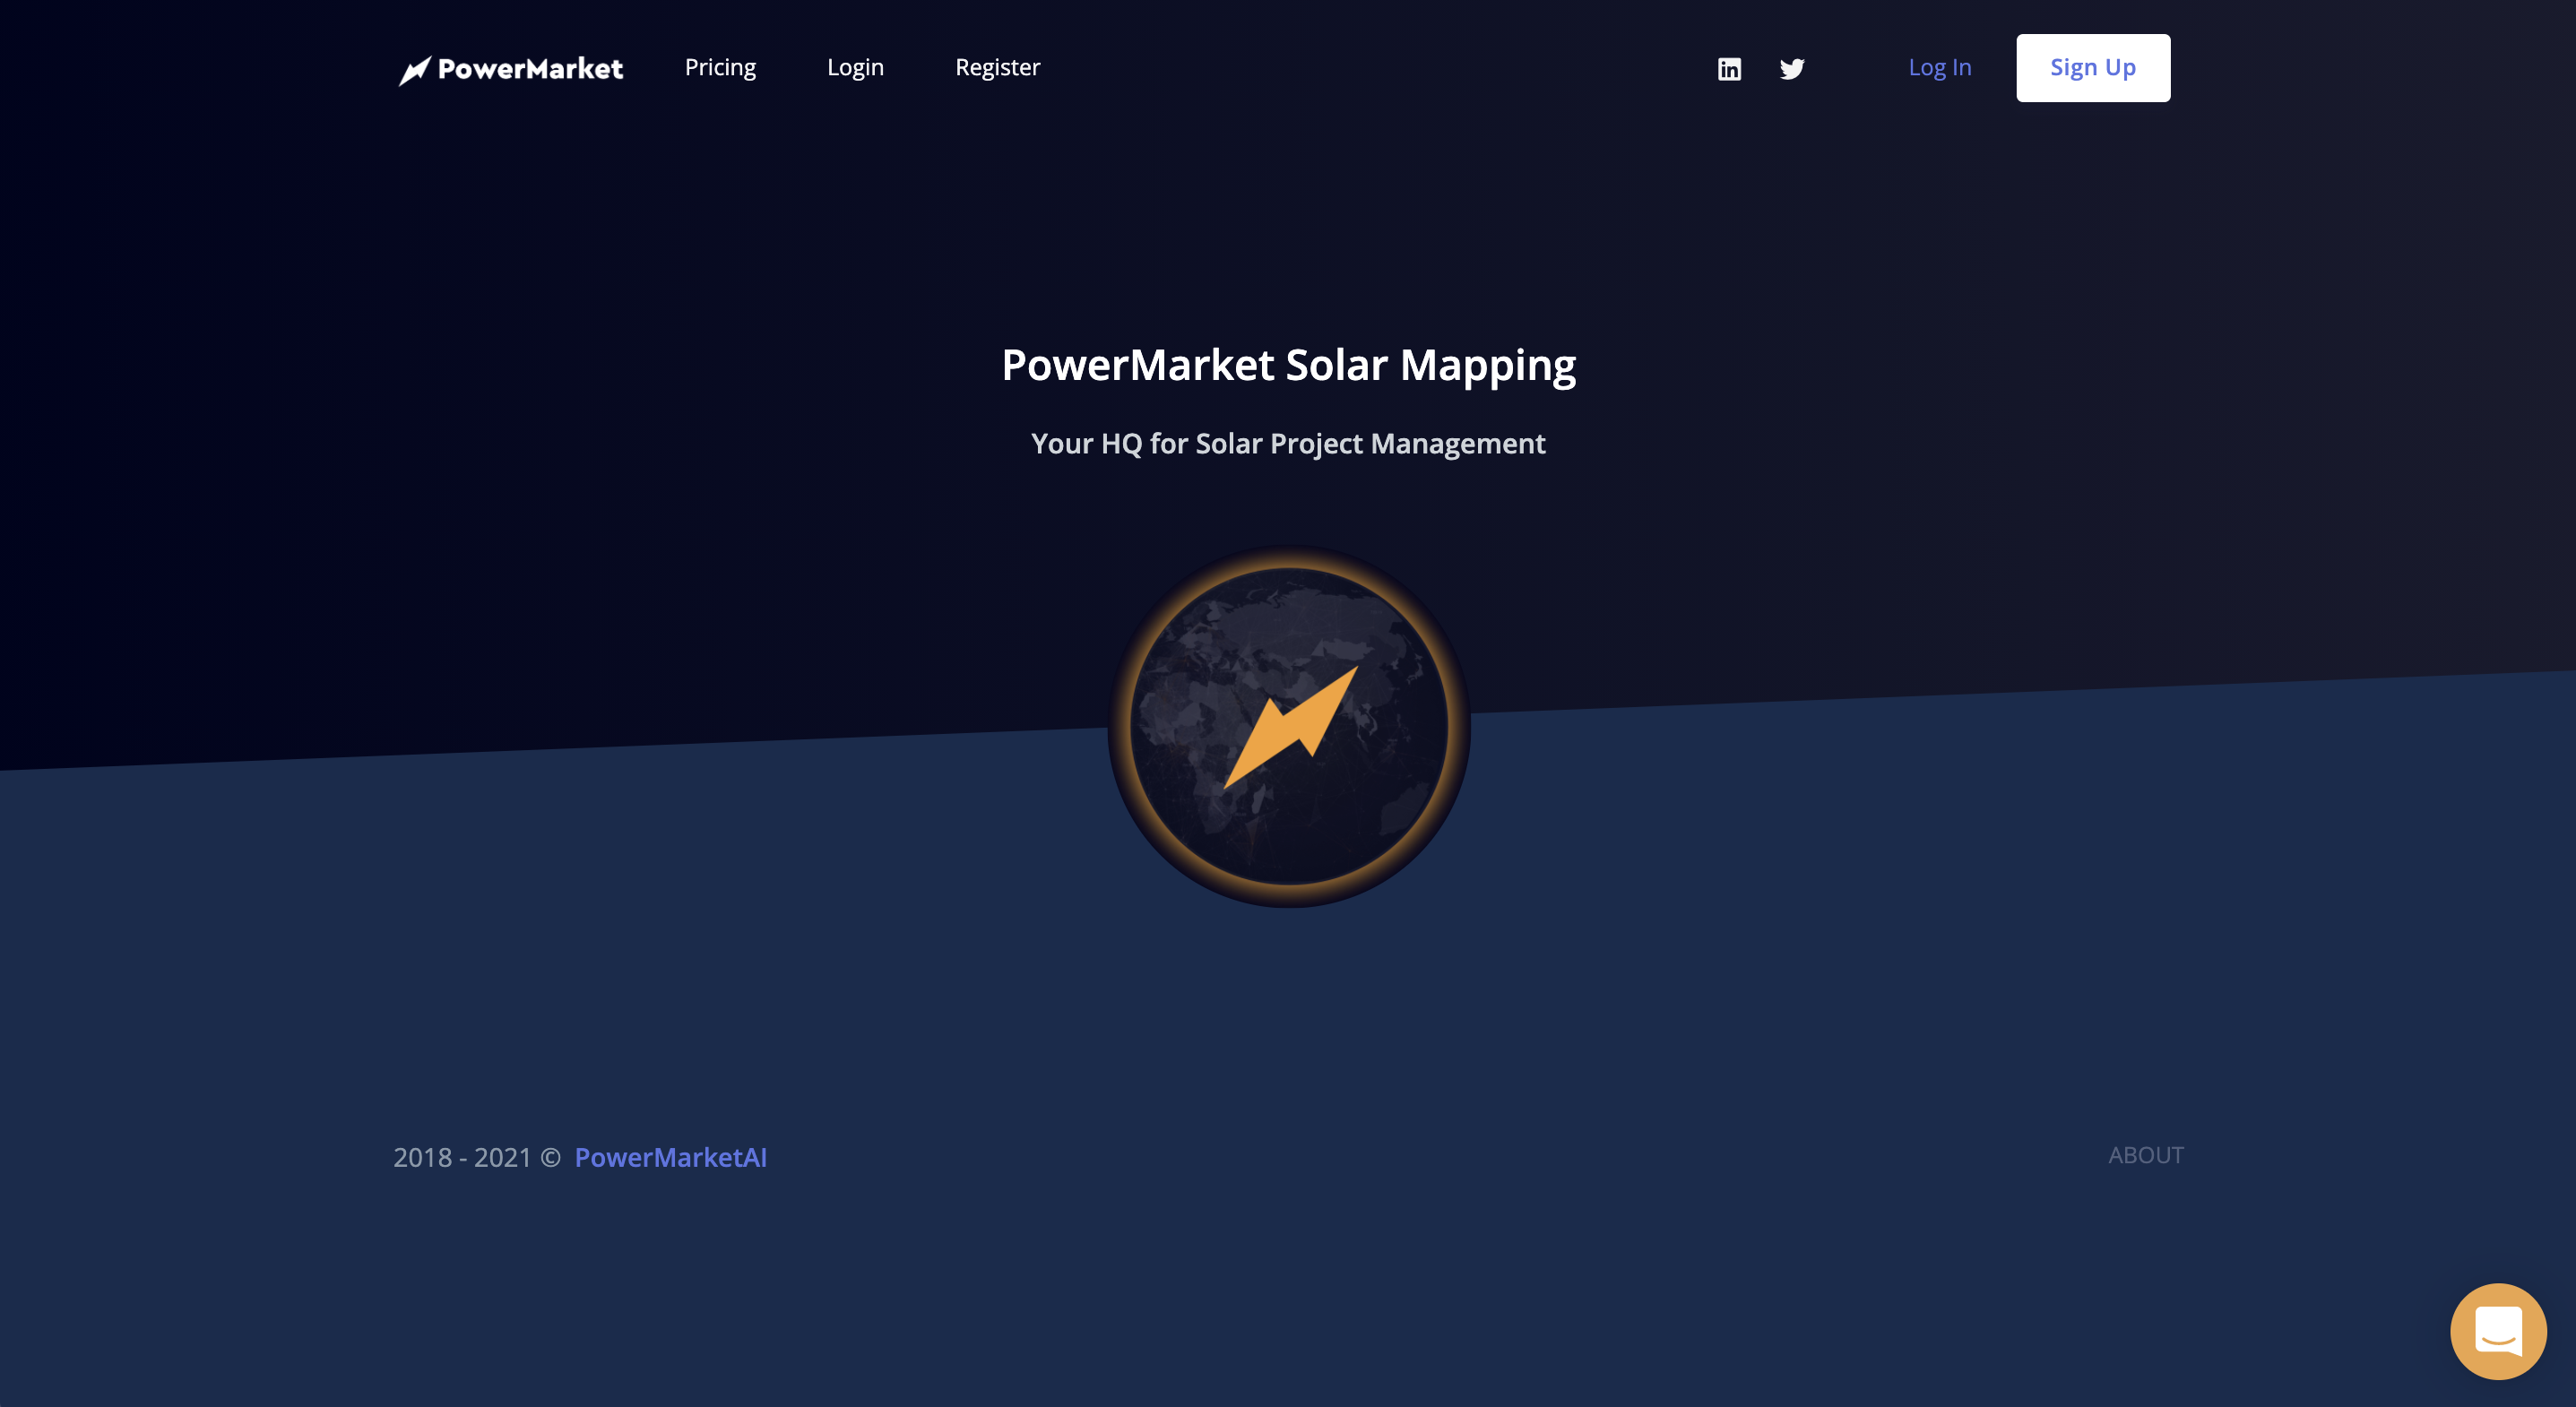 PowerMarket
Pricing
Login
Register
Log In
Sign Up
PowerMarket Solar Mapping
Your HQ for Solar Project Management
2018 - 2021 © PowerMarketAI
ABOUT